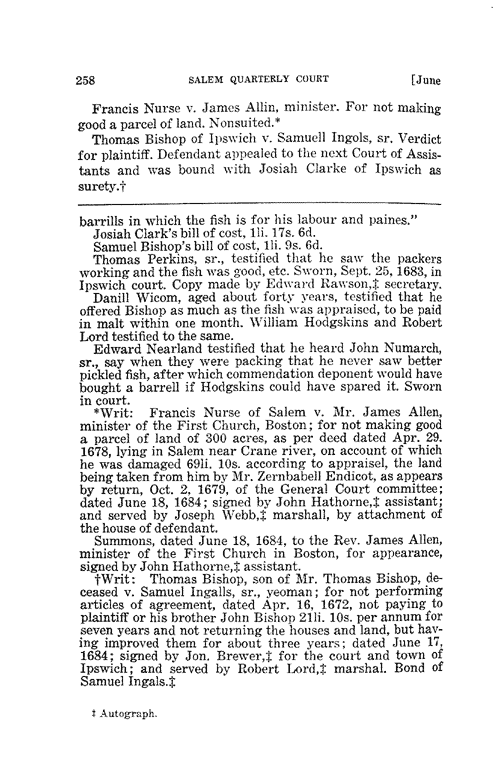 258 SALEM QUARTERLY COURT [June
Francis Nurse v. James Allin, minister. For not making
good a parcel of land. Nonsuited.*
Thomas Bishop of Ipswich v. Samuell Ingols, sr. Verdict
for plaintiff. Defendant appealed to the next Court of Assis-
tants and was bound with Josiah Clarke of Ipswich as
surety.†
barrills in which the fish is for his labour and paines."
Josiah Clark's bill of cost, 1li. 17s. 6d.
Samuel Bishop's bill of cost, 1li. 9s. 6d.
Thomas Perkins, sr., testified that he saw the packers
working and the fish was good, etc. Sworn, Sept. 25, 1683, in
Ipswich court. Copy made by Edward Rawson,‡ secretary.
Danill Wicom, aged about forty years, testified that he
offered Bishop as much as the fish was appraised, to be paid
in malt within one month. William Hodgskins and Robert
Lord testified to the same.
Edward Nearland testified that he heard John Numarch,
sr., say when they were packing that he never saw better
pickled fish, after which commendation deponent would have
bought a barrell if Hodgskins could have spared it. Sworn
in court.
*Writ: Francis Nurse of Salem v. Mr. James Allen,
minister of the First Church, Boston; for not making good
a parcel of land of 300 acres, as per deed dated Apr. 29.
1678, lying in Salem near Crane river, on account of which
he was damaged 69li. 10s. according to appraisel, the land
being taken from him by Mr. Zernbabell Endicot, as appears
by return, Oct. 2, 1679, of the General Court committee;
dated June 18, 1684; signed by John Hathorne,‡ assistant;
and served by Joseph Webb,‡ marshall, by attachment of
the house of defendant.
Summons, dated June 18, 1684, to the Rev. James Allen,
minister of the First Church in Boston, for appearance,
signed by John Hathorne,‡ assistant.
†Writ: Thomas Bishop, son of Mr. Thomas Bishop, de-
ceased v. Samuel Ingalls, sr., yeoman; for not performing
articles of agreement, dated Apr. 16, 1672, not paying to
plaintiff or his brother John Bishop 21li. 10s. per annum for
seven years and not returning the houses and land, but hav-
ing improved them for about three years; dated June 17,
1684; signed by Jon. Brewer,‡ for the court and town of
Ipswich; and served by Robert Lord,‡ marshal. Bond of
Samuel Ingals.‡
‡ Autograph.